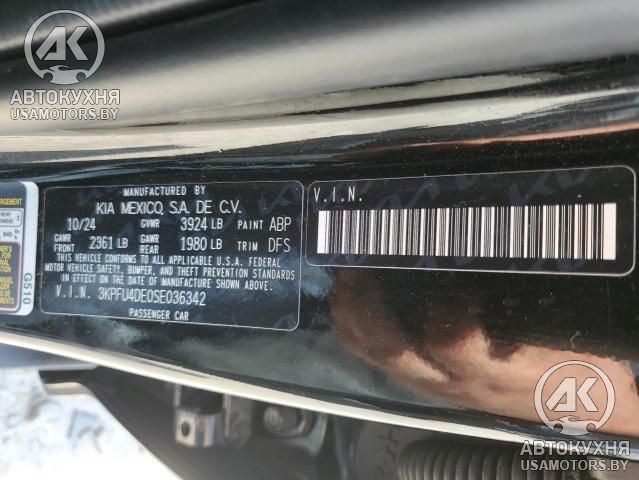 AK
АВТОКУХНЯ
USAMOTORS.BY
MANUFACTURED BY
KIA MEXICO, S.A. DE C.V.
10/24 GVWR 3924 LB PAINT ABP
GAWR FRONT 2361 LB GAWR REAR 1980 LB TRIM DFS
THIS VEHICLE CONFORMS TO ALL APPLICABLE U.S.A. FEDERAL
MOTOR VEHICLE SAFETY, BUMPER, AND THEFT PREVENTION STANDARDS
IN EFFECT ON THE DATE OF MANUFACTURE SHOWN ABOVE.
V.I.N. 3KPFU4DE0SE036342
PASSENGER CAR
V.I.N.
G510
AK
АВТОКУХНЯ
USAMOTORS.BY